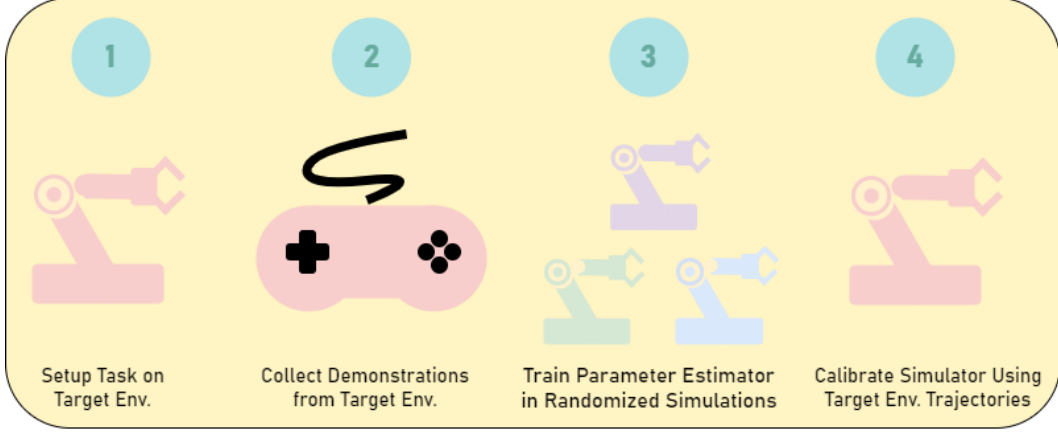 1
2
3
4
Setup Task on
Target Env.
Collect Demonstrations
from Target Env.
Train Parameter Estimator
in Randomized Simulations
Calibrate Simulator Using
Target Env. Trajectories